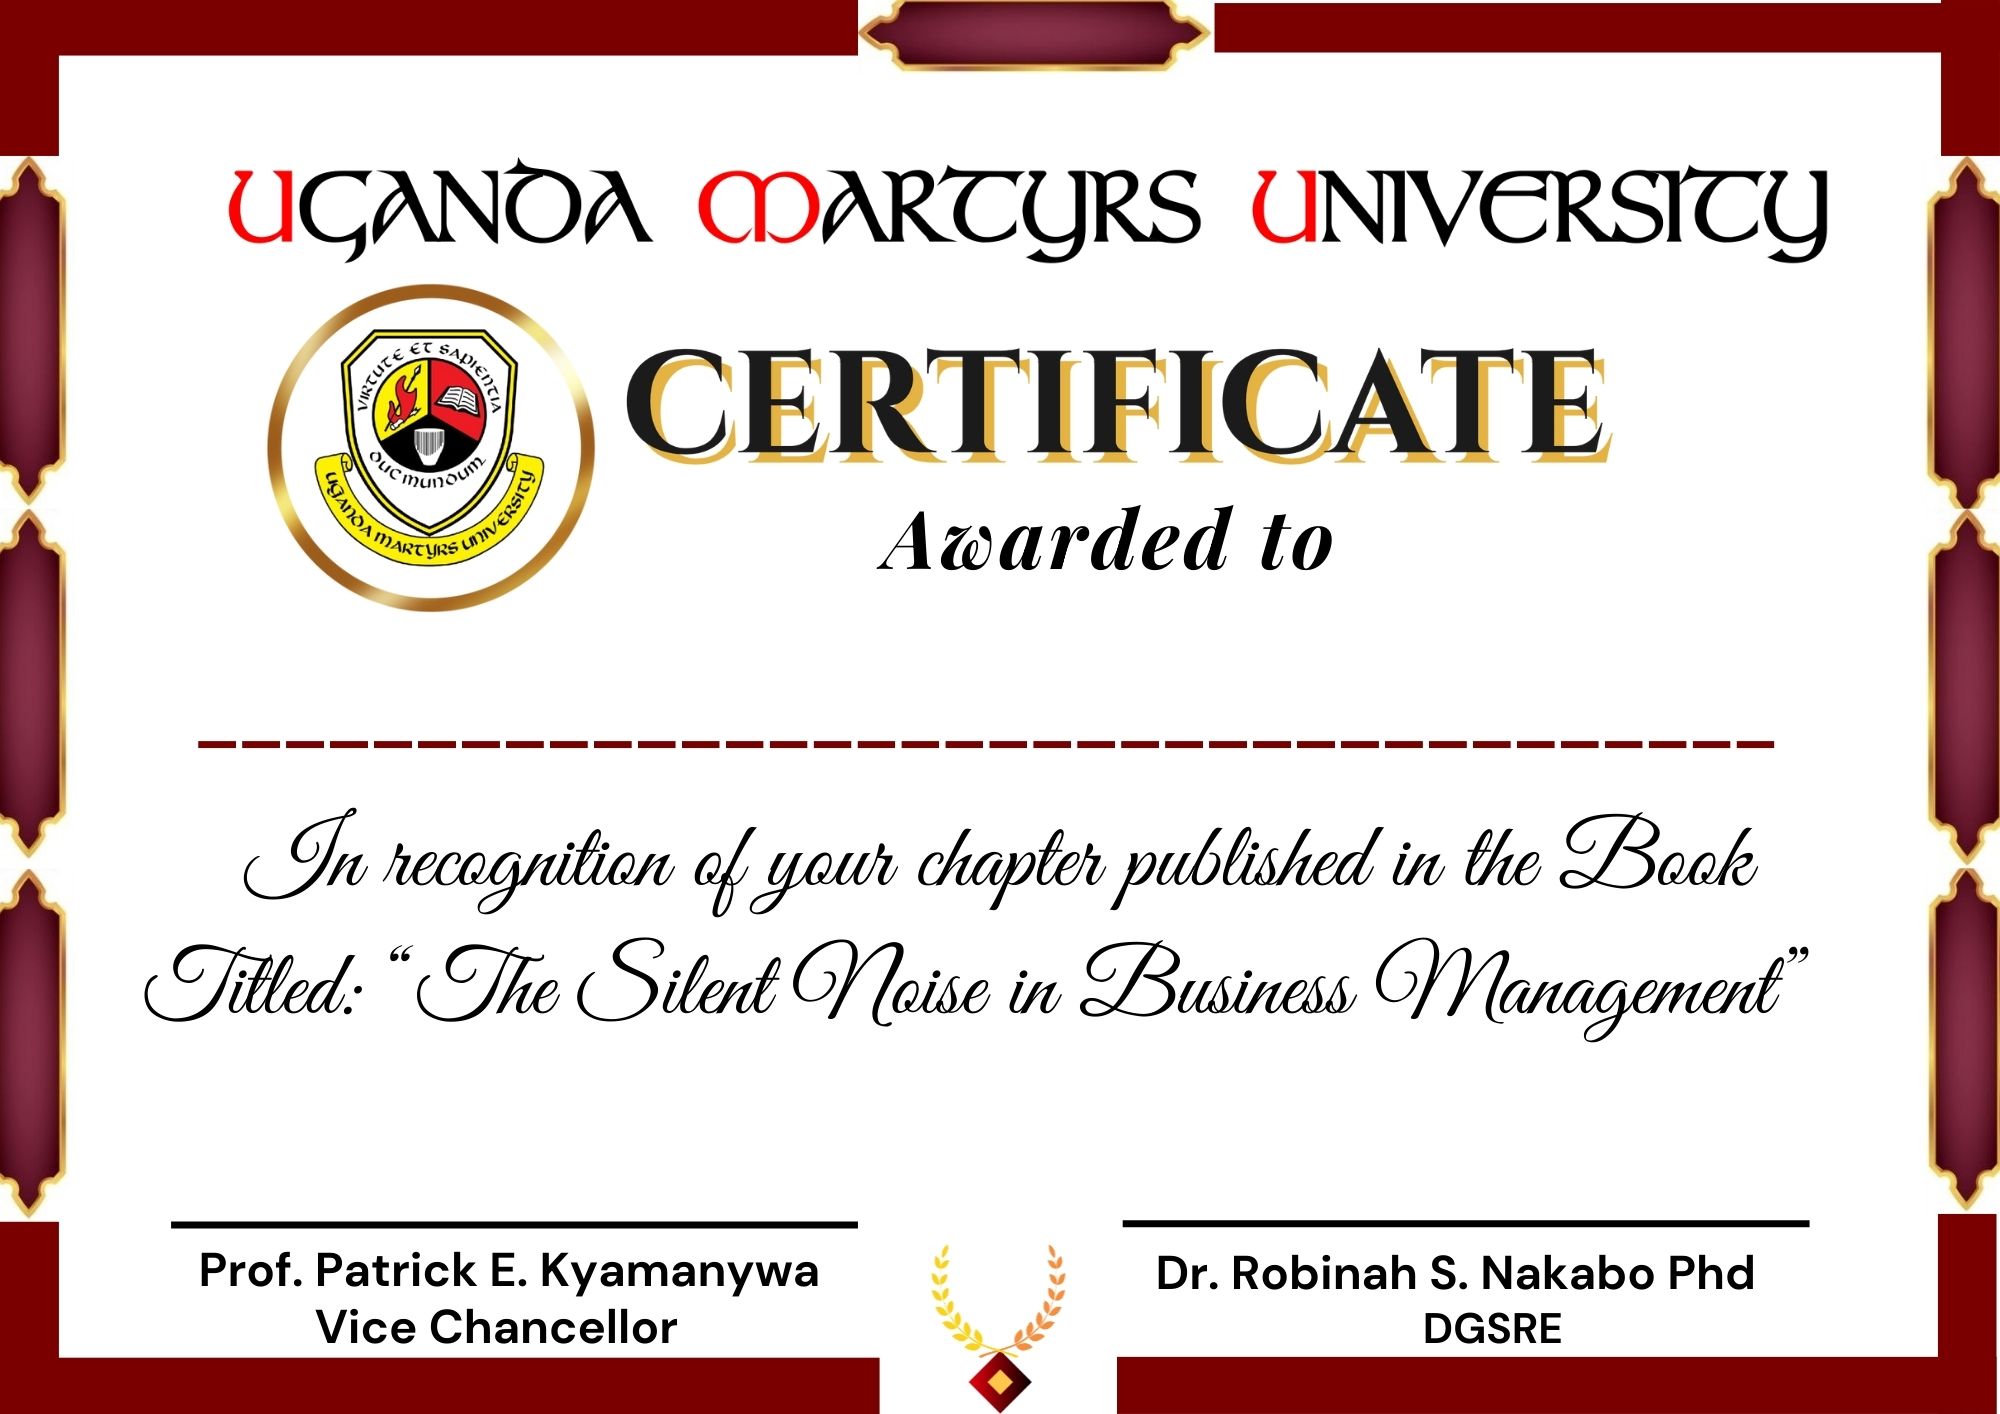 UGANDA MARTYRS UNIVERSITY
VIRTUTE ET SAPIENTIA
DUC MUNDUM
UGANDA MARTYRS UNIVERSITY
CERTIFICATE
Awarded to
In recognition of your chapter published in the Book
Titled: “ The Silent Noise in Business Management”
Prof. Patrick E. Kyamanywa
Vice Chancellor
Dr. Robinah S. Nakabo Phd
DGSRE